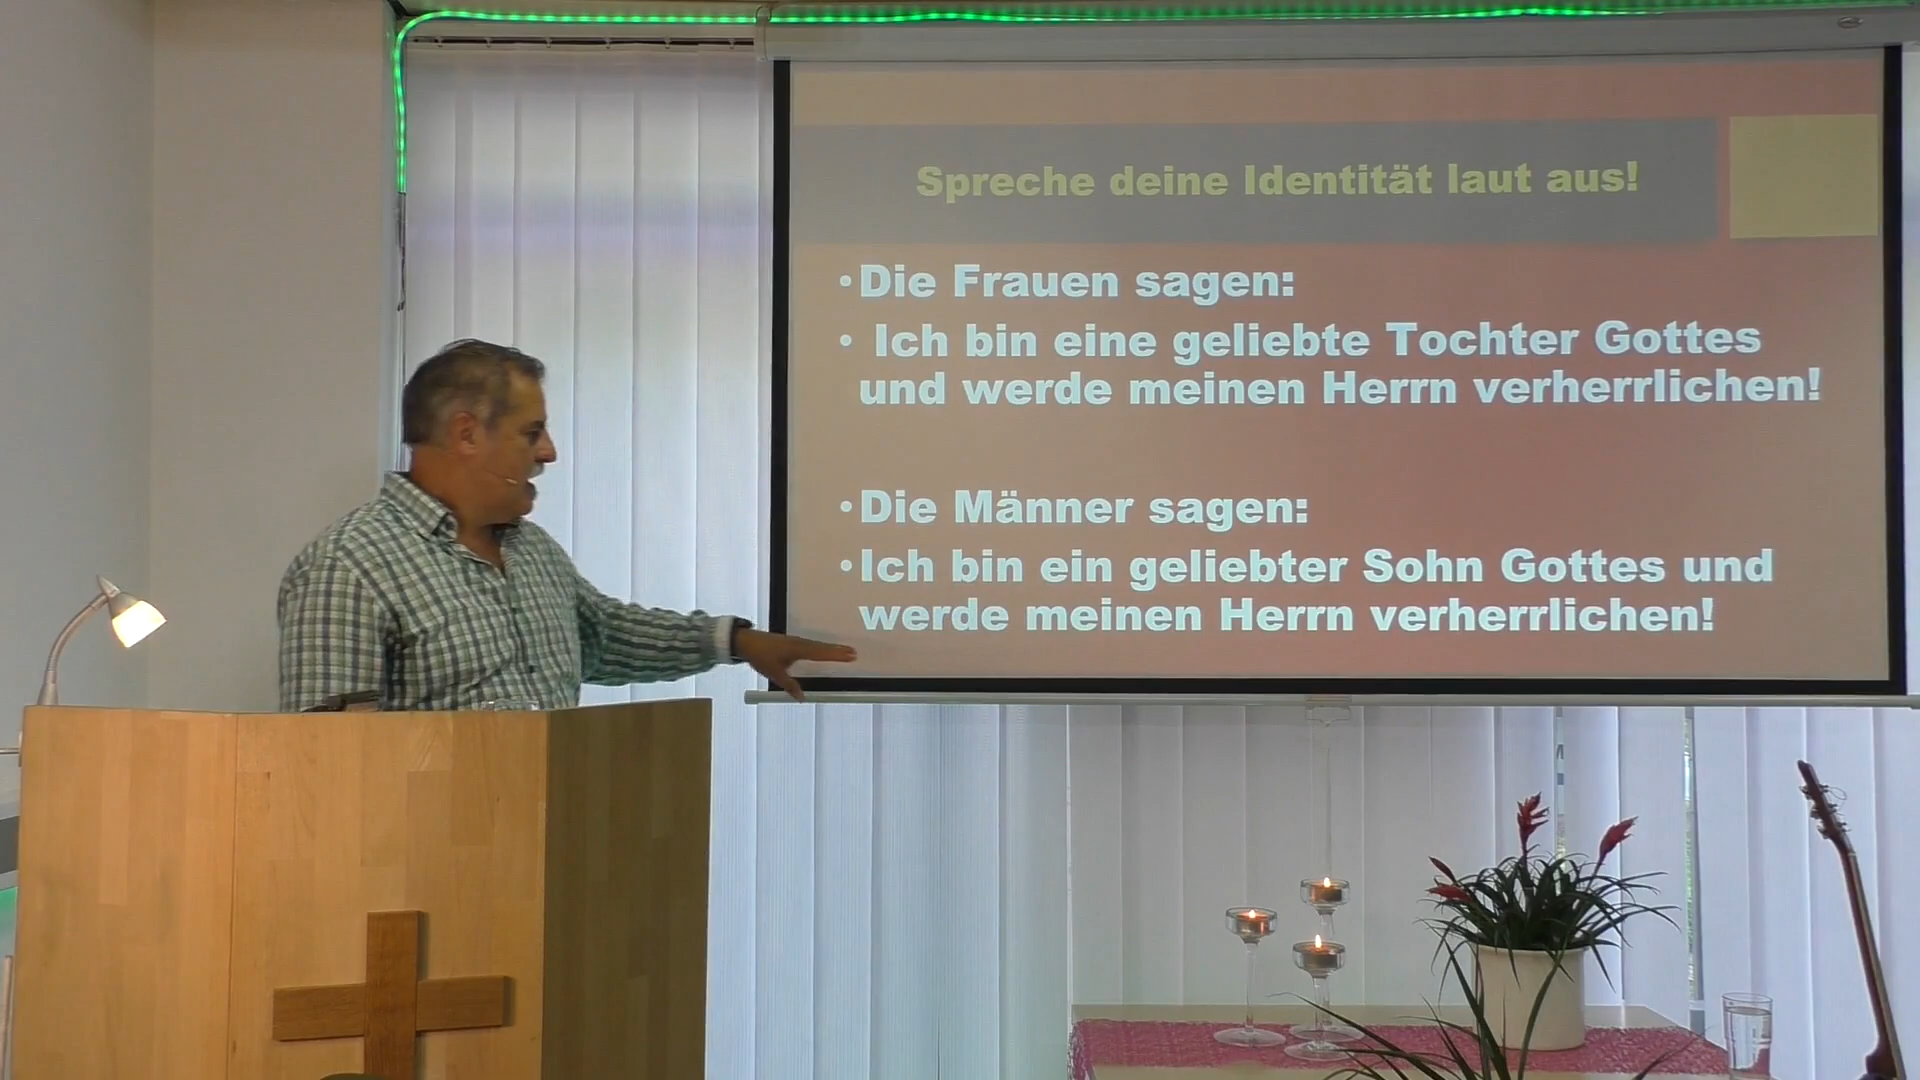 Spreche deine Identität laut aus!
•Die Frauen sagen:
• Ich bin eine geliebte Tochter Gottes
und werde meinen Herrn verherrlichen!
•Die Männer sagen:
•Ich bin ein geliebter Sohn Gottes und
werde meinen Herrn verherrlichen!